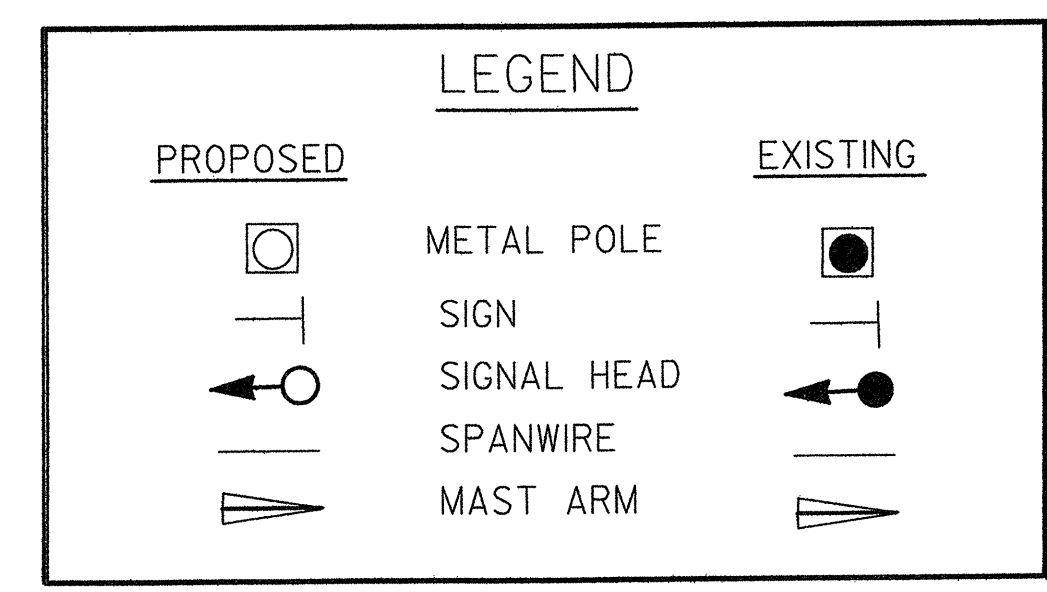 LEGEND
PROPOSED EXISTING
METAL POLE
SIGN
SIGNAL HEAD
SPANWIRE
MAST ARM